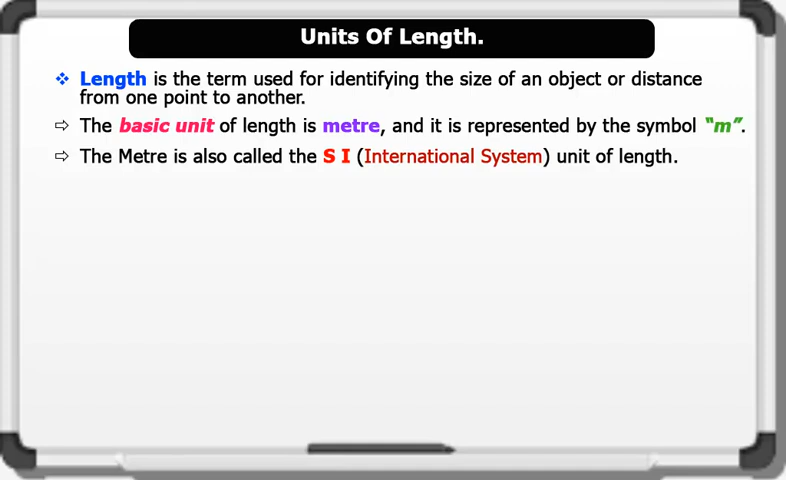 Units Of Length.
❖ Length is the term used for identifying the size of an object or distance
from one point to another.
⇨ The basic unit of length is metre, and it is represented by the symbol “m”.
⇨ The Metre is also called the S I (International System) unit of length.